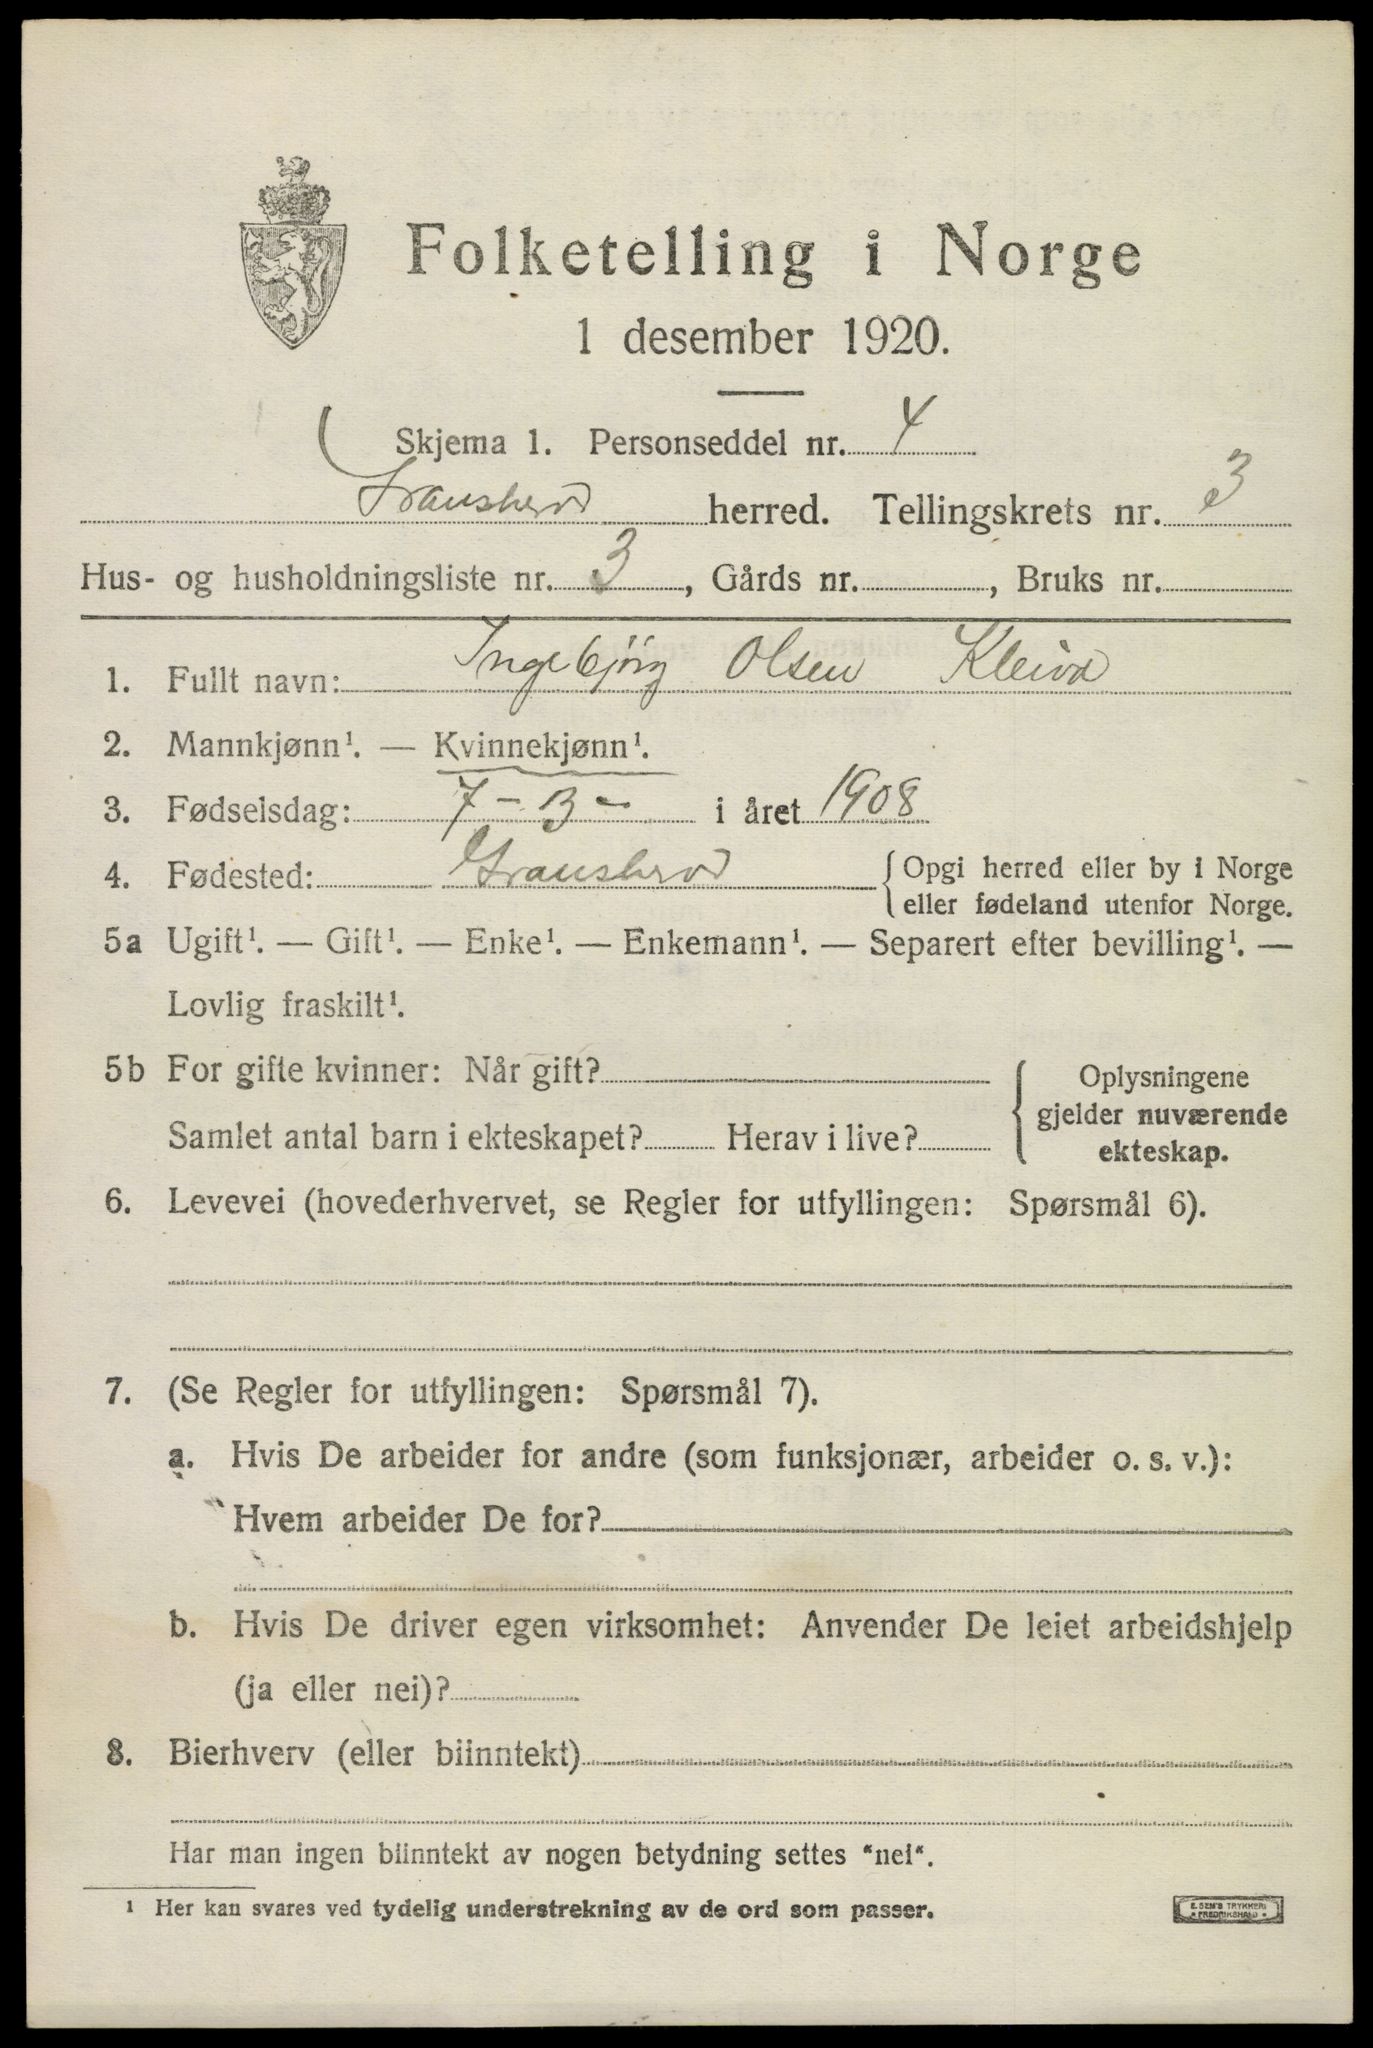 Folketelling i Norge
1 desember 1920.
Skjema 1. Personseddel nr. 4
Gransherad herred. Tellingskrets nr. 3
Hus- og husholdningsliste nr. 3, Gårds nr. , Bruks nr.
1. Fullt navn: Ingebjørg Olsen Kleiva
2. Mannkjønn¹. — Kvinnekjønn¹.
3. Fødselsdag: 7 - 3 - i året 1908
4. Fødested: Gransherad {Opgi herred eller by i Norge
eller fødeland utenfor Norge.
5a Ugift¹. — Gift¹. — Enke¹. — Enkemann¹. — Separert efter bevilling¹. —
Lovlig fraskilt¹.
5b For gifte kvinner: Når gift?
Samlet antal barn i ekteskapet? Herav i live?
Oplysningene
gjelder nuværende
ekteskap.
6. Levevei (hovederhvervet, se Regler for utfyllingen: Spørsmål 6).
7. (Se Regler for utfyllingen: Spørsmål 7).
a. Hvis De arbeider for andre (som funksjonær, arbeider o. s. v.):
Hvem arbeider De for?
b. Hvis De driver egen virksomhet: Anvender De leiet arbeidshjelp
(ja eller nei)?
8. Bierhverv (eller biinntekt)
Har man ingen biinntekt av nogen betydning settes "nei".
¹ Her kan svares ved tydelig understrekning av de ord som passer.
E. SEM'S TRYKKERI
* FREDRIKSHALD *